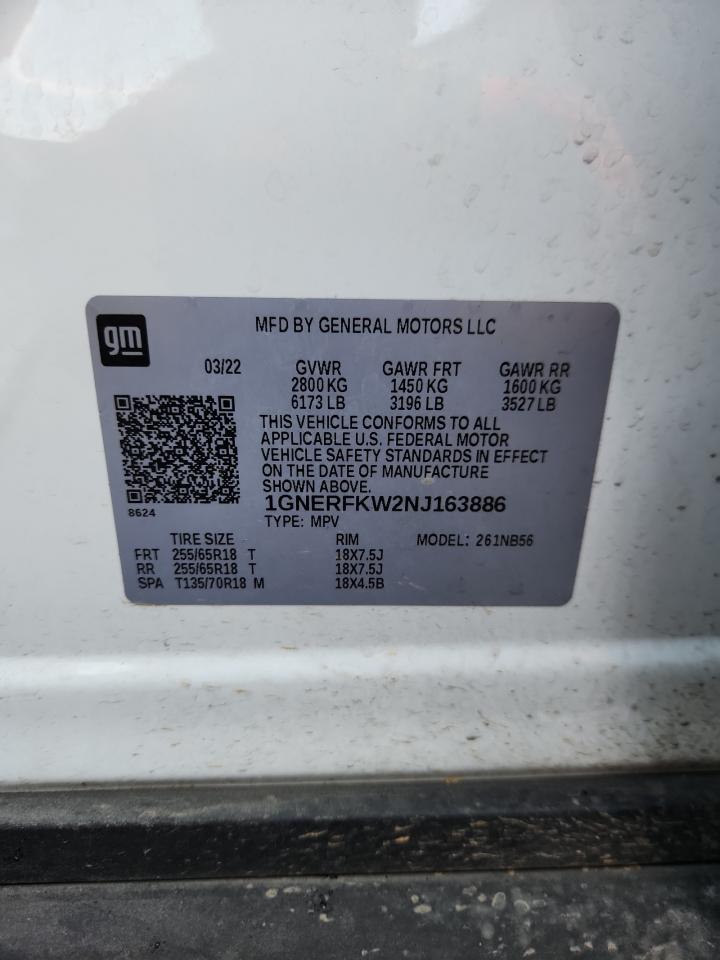 gm
MFD BY GENERAL MOTORS LLC
03/22 GVWR GAWR FRT GAWR RR
2800 KG 1450 KG 1600 KG
6173 LB 3196 LB 3527 LB
THIS VEHICLE CONFORMS TO ALL
APPLICABLE U.S. FEDERAL MOTOR
VEHICLE SAFETY STANDARDS IN EFFECT
ON THE DATE OF MANUFACTURE
SHOWN ABOVE.
8624
1GNERFKW2NJ163886
TYPE: MPV
TIRE SIZE RIM MODEL: 261NB56
FRT 255/65R18 T 18X7.5J
RR 255/65R18 T 18X7.5J
SPA T135/70R18 M 18X4.5B